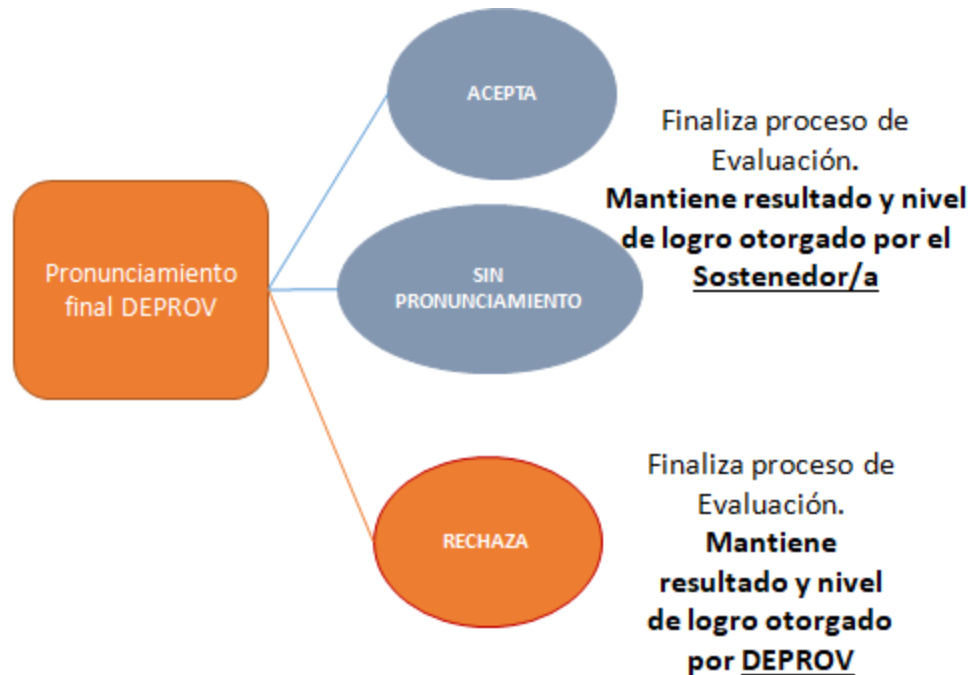 ACEPTA
Finaliza proceso de
Evaluación.
Mantiene resultado y nivel
de logro otorgado por el
Sostenedor/a
Pronunciamiento
final DEPROV
SIN
PRONUNCIAMIENTO
RECHAZA
Finaliza proceso de
Evaluación.
Mantiene
resultado y nivel
de logro otorgado
por DEPROV